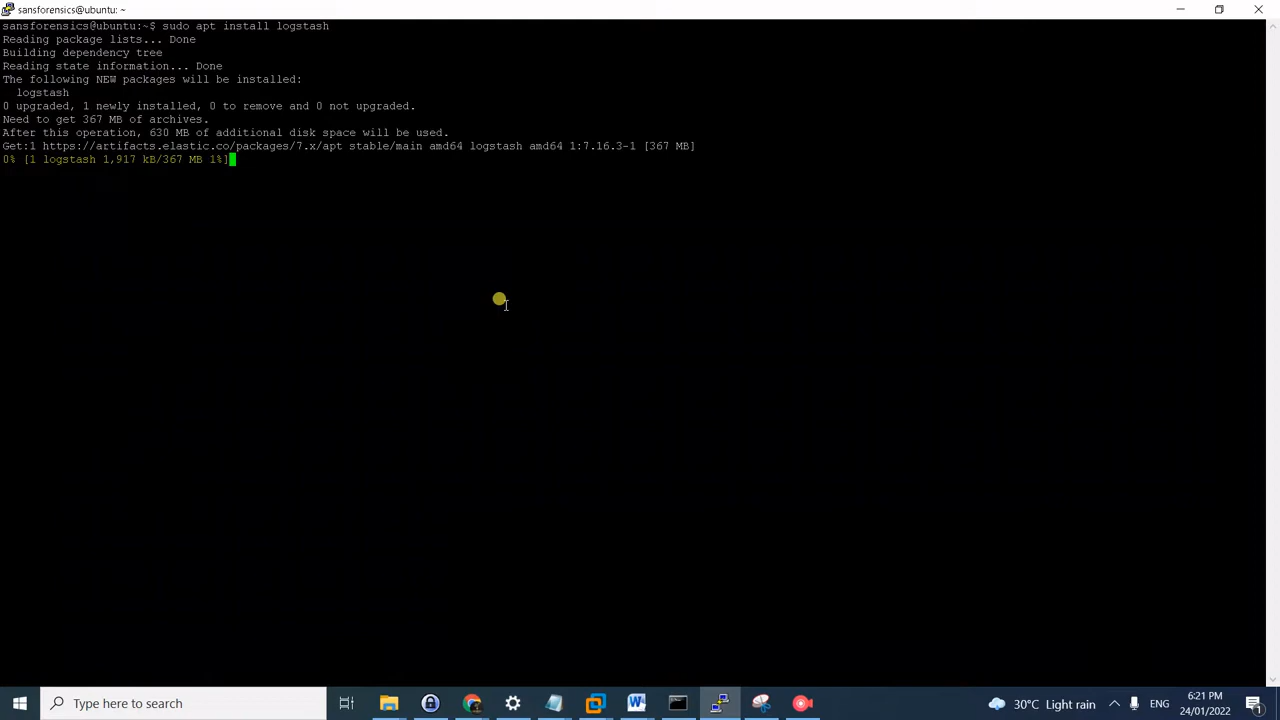 sansforensics@ubuntu: ~
sansforensics@ubuntu:~$ sudo apt install logstash
Reading package lists... Done
Building dependency tree
Reading state information... Done
The following NEW packages will be installed:
  logstash
0 upgraded, 1 newly installed, 0 to remove and 0 not upgraded.
Need to get 367 MB of archives.
After this operation, 630 MB of additional disk space will be used.
Get:1 https://artifacts.elastic.co/packages/7.x/apt stable/main amd64 logstash amd64 1:7.16.3-1 [367 MB]
0% [1 logstash 1,917 kB/367 MB 1%]
Type here to search
30°C Light rain
ENG
6:21 PM
24/01/2022
1